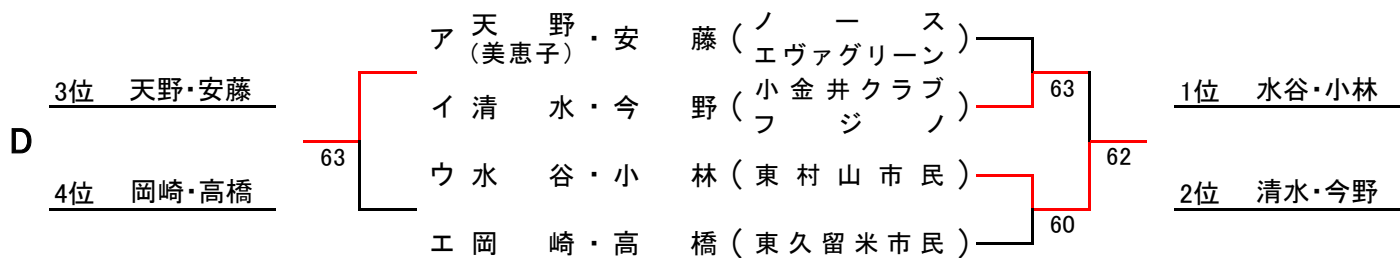 D
3位 天野・安藤
4位 岡崎・高橋
63
ア 天野(美恵子)・安藤(ノースエヴァグリーン)
イ 清水・今野(小金井クラブフジノ)
ウ 水谷・小林(東村山市民)
エ 岡崎・高橋(東久留米市民)
63
60
62
1位 水谷・小林
2位 清水・今野